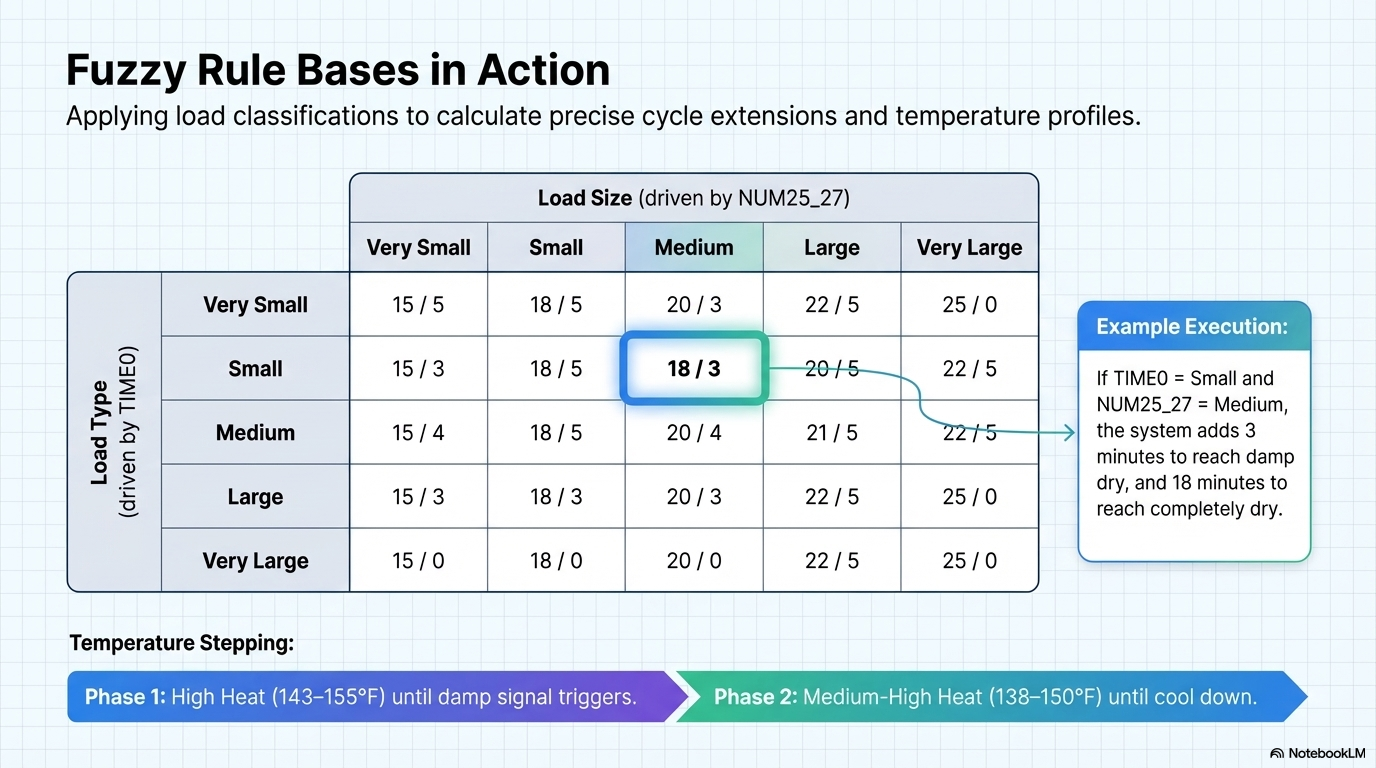 Fuzzy Rule Bases in Action
Applying load classifications to calculate precise cycle extensions and temperature profiles.
Load Size (driven by NUM25_27)
Very Small Small Medium Large Very Large
Load Type
(driven by TIME0)
Very Small 15 / 5 18 / 5 20 / 3 22 / 5 25 / 0
Small 15 / 3 18 / 5 18 / 3 20 / 5 22 / 5
Medium 15 / 4 18 / 5 20 / 4 21 / 5 22 / 5
Large 15 / 3 18 / 3 20 / 3 22 / 5 25 / 0
Very Large 15 / 0 18 / 0 20 / 0 22 / 5 25 / 0
Example Execution:
If TIME0 = Small and
NUM25_27 = Medium,
the system adds 3
minutes to reach damp
dry, and 18 minutes to
reach completely dry.
Temperature Stepping:
Phase 1: High Heat (143–155°F) until damp signal triggers.
Phase 2: Medium-High Heat (138–150°F) until cool down.
NotebookLM